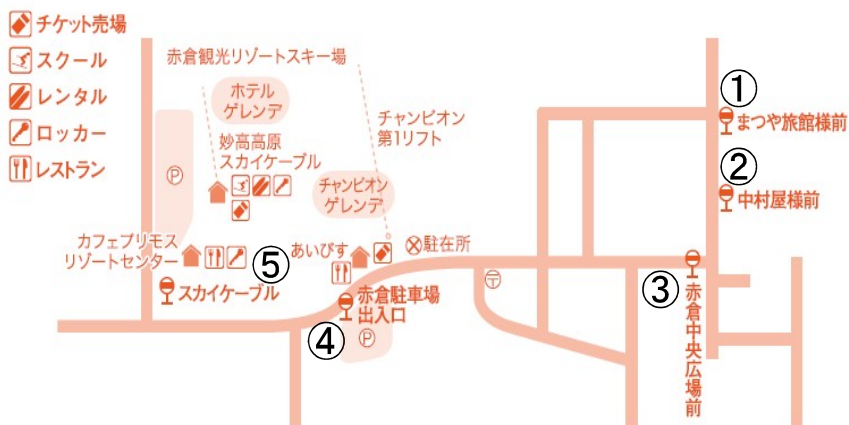 チケット売場
スクール
レンタル
ロッカー
レストラン
赤倉観光リゾートスキー場
ホテル
ゲレンデ
妙高高原
スカイケーブル
チャンピオン
第1リフト
チャンピオン
ゲレンデ
Ⓟ
カフェプリモス
リゾートセンター
⑤
スカイケーブル
あいびす
駐在所
④
赤倉駐車場
出入口
Ⓟ
〒
①
まつや旅館様前
②
中村屋様前
③
赤倉中央広場前